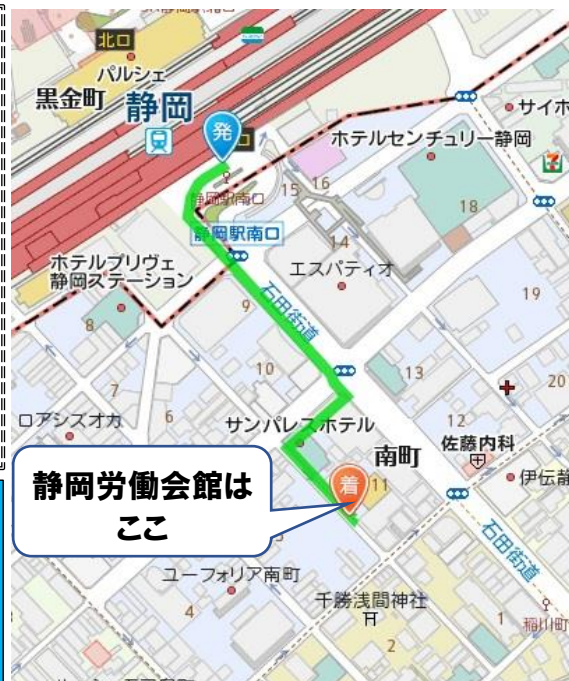 北口
パルシェ
黒金町
静岡
発
サイホ
ホテルセンチュリー静岡
静岡駅南口
静岡駅南口
15
16
18
14
ホテルプリヴェ
静岡ステーション
エスパティオ
石田街道
19
9
8
10
13
20
7
6
12
ロアシズオカ
サンパレスホテル
南町
佐藤内科
静岡労働会館は
ここ
着
11
伊伝静
石田街道
ユーフォリア南町
4
千勝浅間神社
1
稲川町
2